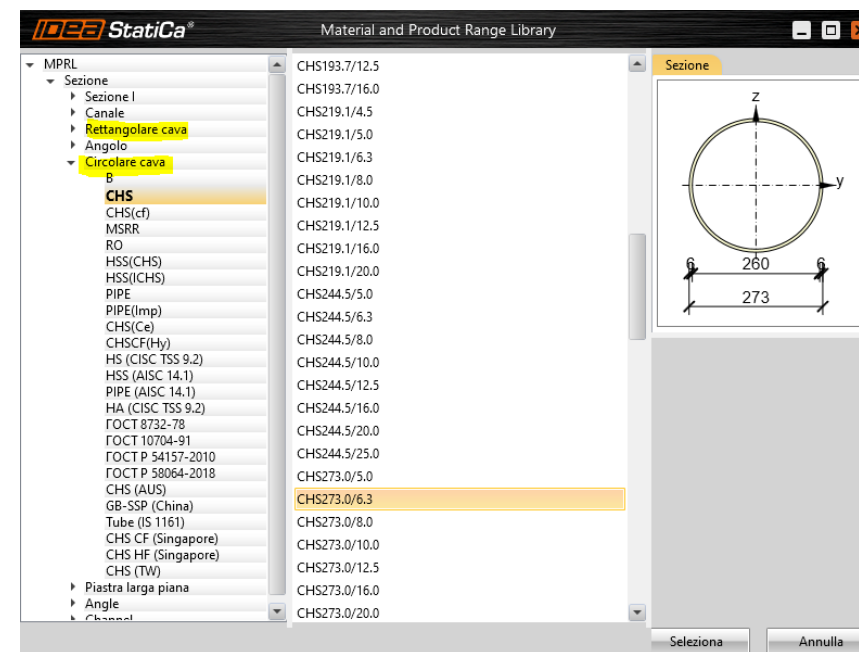 IDEA StatiCa®
Material and Product Range Library
MPRL
Sezione
Sezione I
Canale
Rettangolare cava
Angolo
Circolare cava
B
CHS
CHS(cf)
MSRR
RO
HSS(CHS)
HSS(ICHS)
PIPE
PIPE(Imp)
CHS(Ce)
CHSCF(Hy)
HS (CISC TSS 9.2)
HSS (AISC 14.1)
PIPE (AISC 14.1)
HA (CISC TSS 9.2)
ГОСТ 8732-78
ГОСТ 10704-91
ГОСТ Р 54157-2010
ГОСТ Р 58064-2018
CHS (AUS)
GB-SSP (China)
Tube (IS 1161)
CHS CF (Singapore)
CHS HF (Singapore)
CHS (TW)
Piastra larga piana
Angle
Channel
CHS193.7/12.5
CHS193.7/16.0
CHS219.1/4.5
CHS219.1/5.0
CHS219.1/6.3
CHS219.1/8.0
CHS219.1/10.0
CHS219.1/12.5
CHS219.1/16.0
CHS219.1/20.0
CHS244.5/5.0
CHS244.5/6.3
CHS244.5/8.0
CHS244.5/10.0
CHS244.5/12.5
CHS244.5/16.0
CHS244.5/20.0
CHS244.5/25.0
CHS273.0/5.0
CHS273.0/6.3
CHS273.0/8.0
CHS273.0/10.0
CHS273.0/12.5
CHS273.0/16.0
CHS273.0/20.0
Sezione
z
y
6 260 6
273
Seleziona Annulla